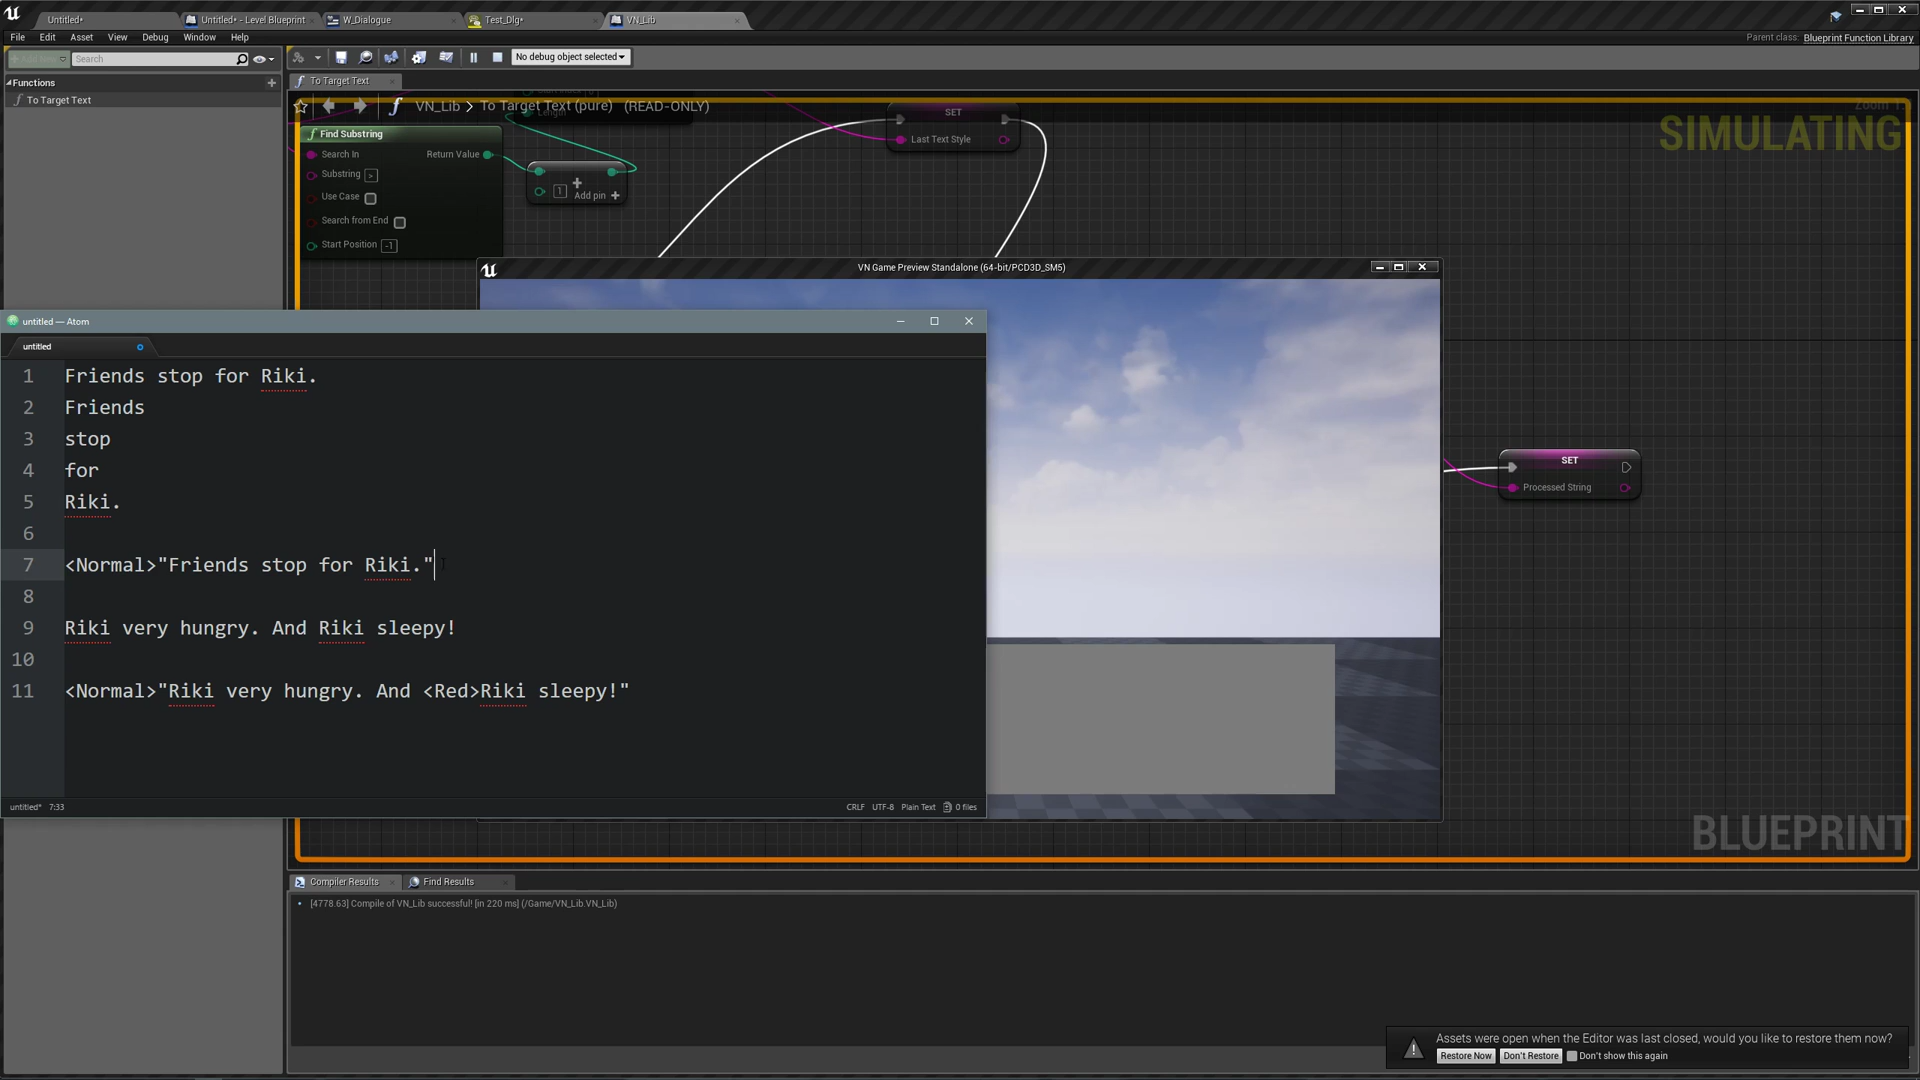 Untitled*
Untitled* - Level Blueprint
W_Dialogue
Test_Dlg*
VN_Lib
File Edit Asset View Debug Window Help
Parent class: Blueprint Function Library
Search
No debug object selected
Functions
To Target Text
To Target Text
VN_Lib > To Target Text (pure) (READ-ONLY)
Length
SIMULATING
Find Substring
Search In
Return Value
Substring >
Use Case
Search from End
Start Position -1
1
Add pin +
SET
Last Text Style
VN Game Preview Standalone (64-bit/PCD3D_SM5)
untitled — Atom
untitled
1 Friends stop for Riki.
2 Friends
3 stop
4 for
5 Riki.
6
7 <Normal>"Friends stop for Riki."
8
9 Riki very hungry. And Riki sleepy!
10
11 <Normal>"Riki very hungry. And <Red>Riki sleepy!"
untitled* 7:33
CRLF UTF-8 Plain Text 0 files
SET
Processed String
BLUEPRINT
Compiler Results
Find Results
[4778.63] Compile of VN_Lib successful! [in 220 ms] (/Game/VN_Lib.VN_Lib)
Assets were open when the Editor was last closed, would you like to restore them now?
Restore Now Don't Restore Don't show this again